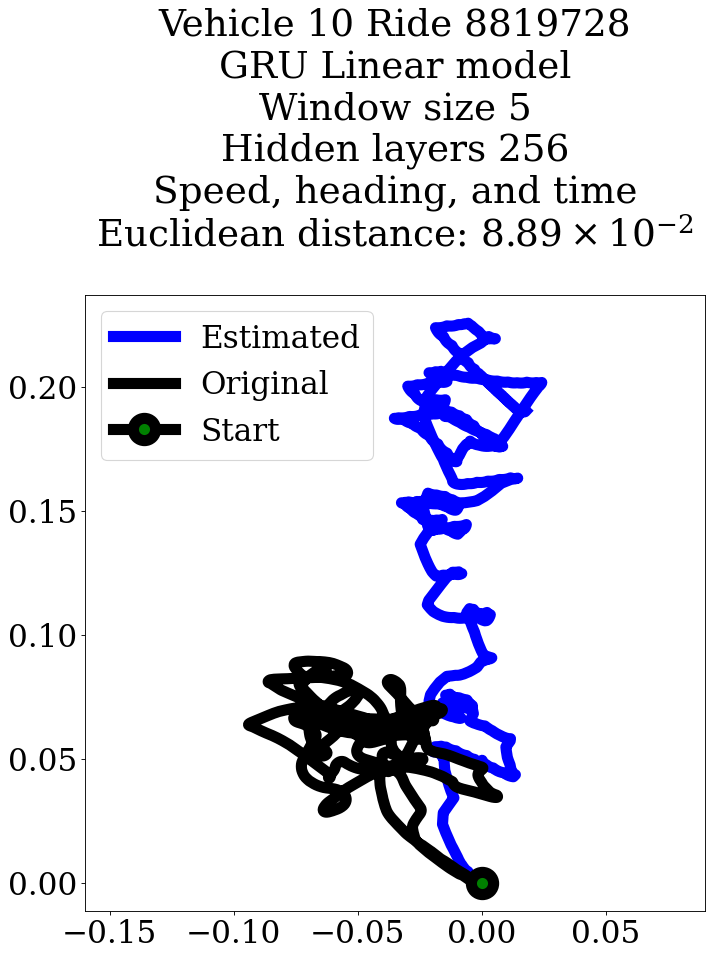 Vehicle 10 Ride 8819728
GRU Linear model
Window size 5
Hidden layers 256
Speed, heading, and time
Euclidean distance: 8.89 × 10⁻²
Estimated
Original
Start
0.20
0.15
0.10
0.05
0.00
−0.15
−0.10
−0.05
0.00
0.05